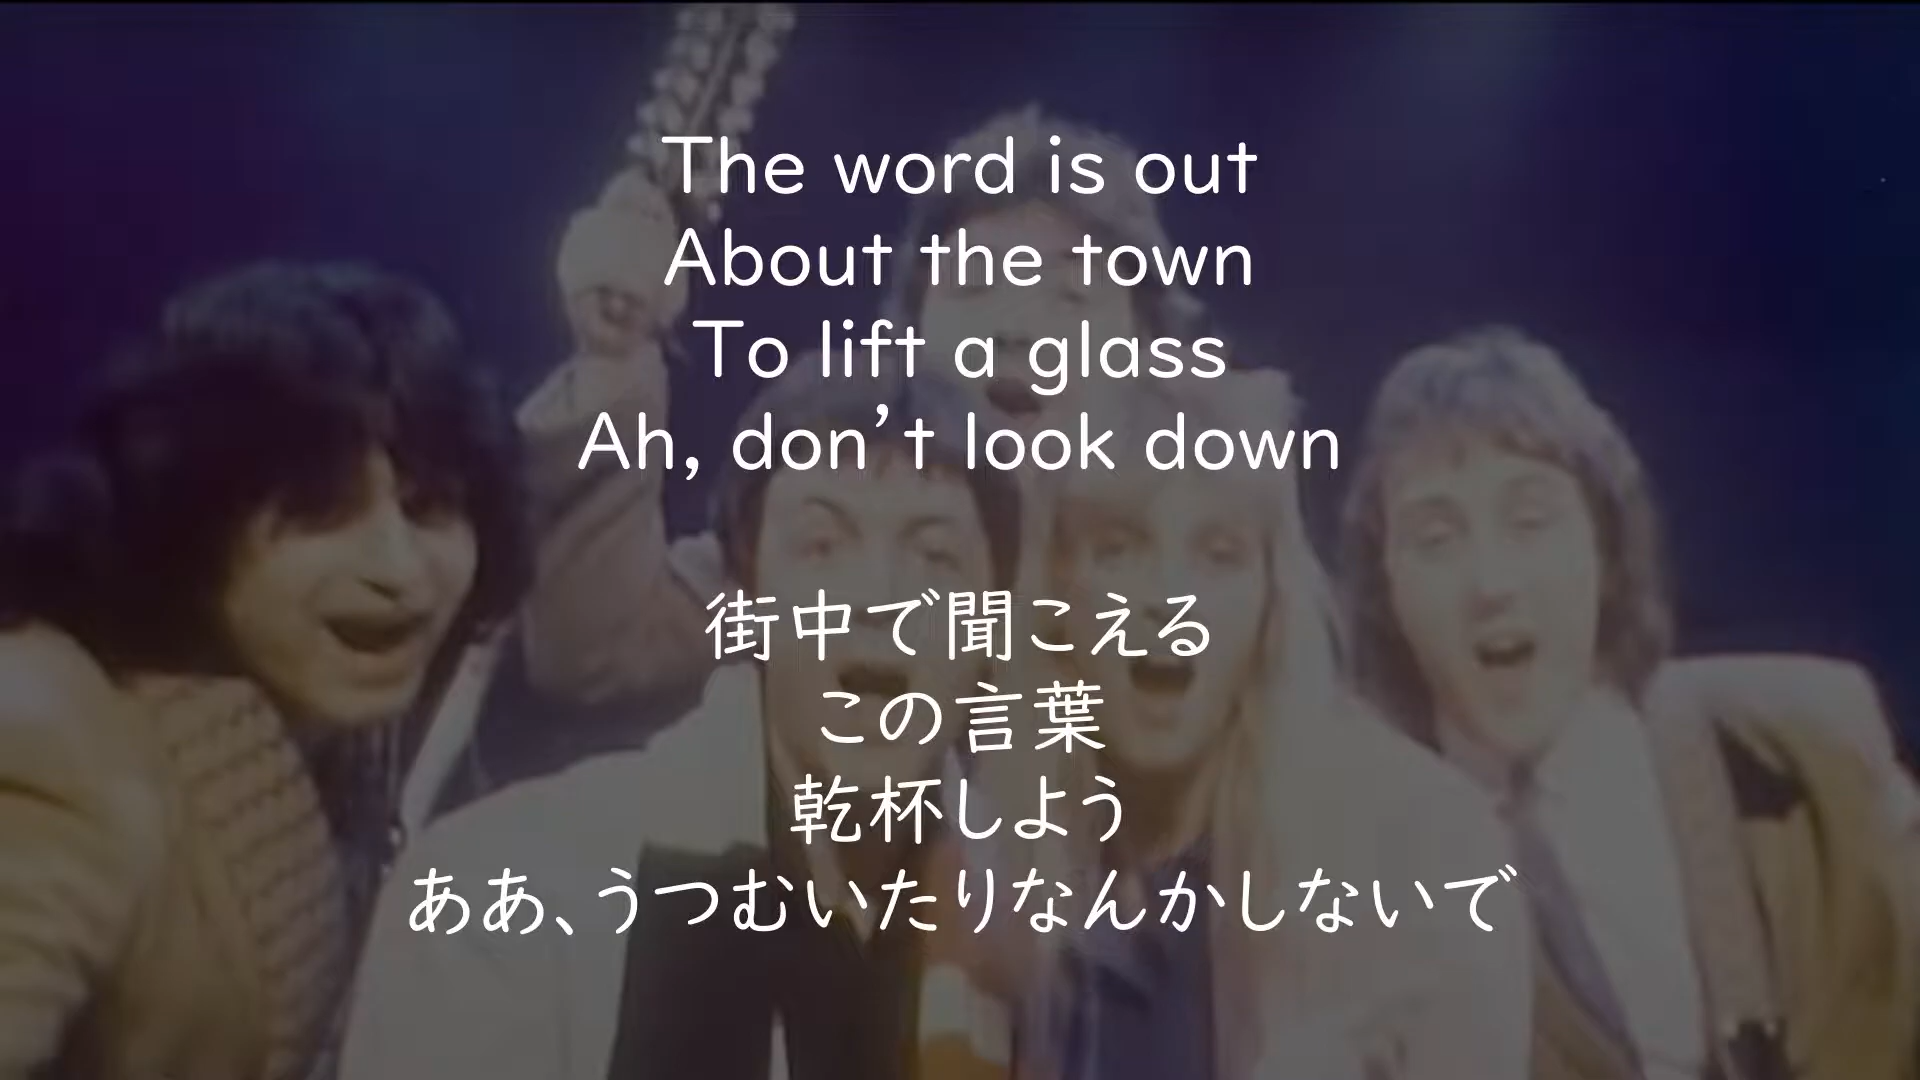 The word is out
About the town
To lift a glass
Ah, don't look down
街中で聞こえる
この言葉
乾杯しよう
ああ、うつむいたりなんかしないで